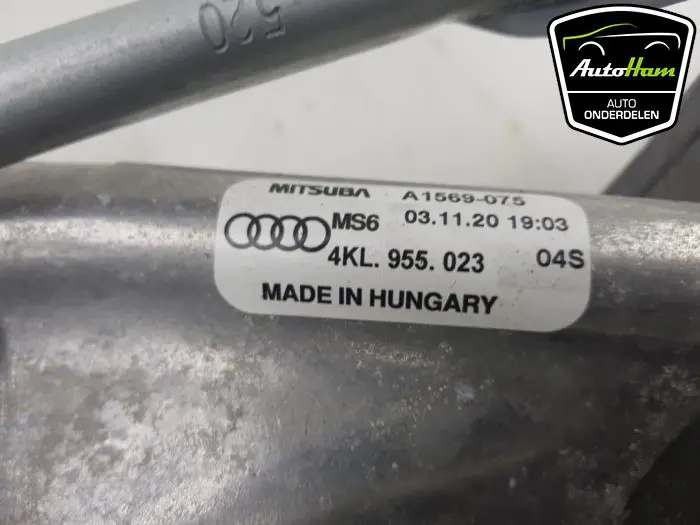 520
AutoHam
AUTO
ONDERDELEN
MITSUBA A1569-075
MS6 03.11.20 19:03
4KL. 955. 023 04S
MADE IN HUNGARY